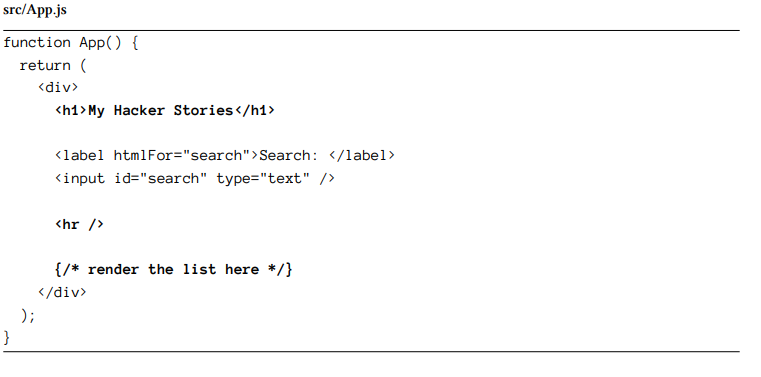 src/App.js
function App() {
  return (
    <div>
      <h1>My Hacker Stories</h1>

      <label htmlFor="search">Search: </label>
      <input id="search" type="text" />

      <hr />

      {/* render the list here */}
    </div>
  );
}